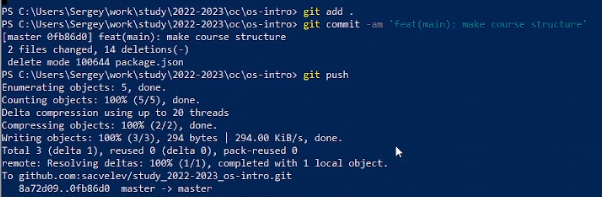 PS C:\Users\Sergey\work\study\2022-2023\oc\os-intro> git add .
PS C:\Users\Sergey\work\study\2022-2023\oc\os-intro> git commit -am 'feat(main): make course structure'
[master 0fb86d0] feat(main): make course structure
 2 files changed, 14 deletions(-)
 delete mode 100644 package.json
PS C:\Users\Sergey\work\study\2022-2023\oc\os-intro> git push
Enumerating objects: 5, done.
Counting objects: 100% (5/5), done.
Delta compression using up to 20 threads
Compressing objects: 100% (2/2), done.
Writing objects: 100% (3/3), 294 bytes | 294.00 KiB/s, done.
Total 3 (delta 1), reused 0 (delta 0), pack-reused 0
remote: Resolving deltas: 100% (1/1), completed with 1 local object.
To github.com:sacvelev/study_2022-2023_os-intro.git
   8a72d09..0fb86d0  master -> master